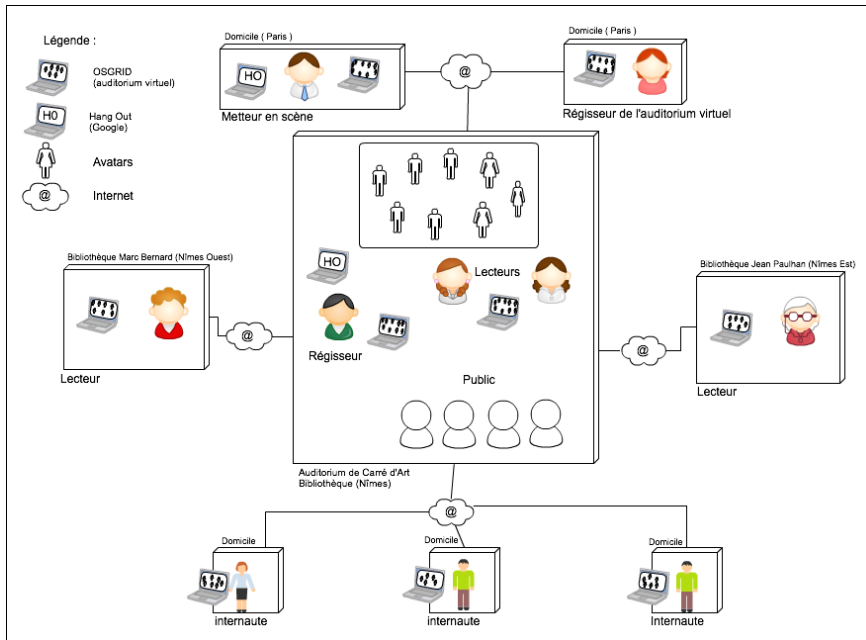 Légende :
OSGRID
(auditorium virtuel)
H0
Hang Out
(Google)
Avatars
@
Internet
Domicile ( Paris )
HO
Metteur en scène
@
Domicile ( Paris )
Régisseur de l'auditorium virtuel
HO
Lecteurs
Régisseur
Public
Auditorium de Carré d'Art
Bibliothèque (Nîmes)
Bibliothèque Marc Bernard (Nîmes Ouest)
Lecteur
@
Bibliothèque Jean Paulhan (Nîmes Est)
@
Lecteur
@
Domicile
internaute
Domicile
internaute
Domicile
Internaute